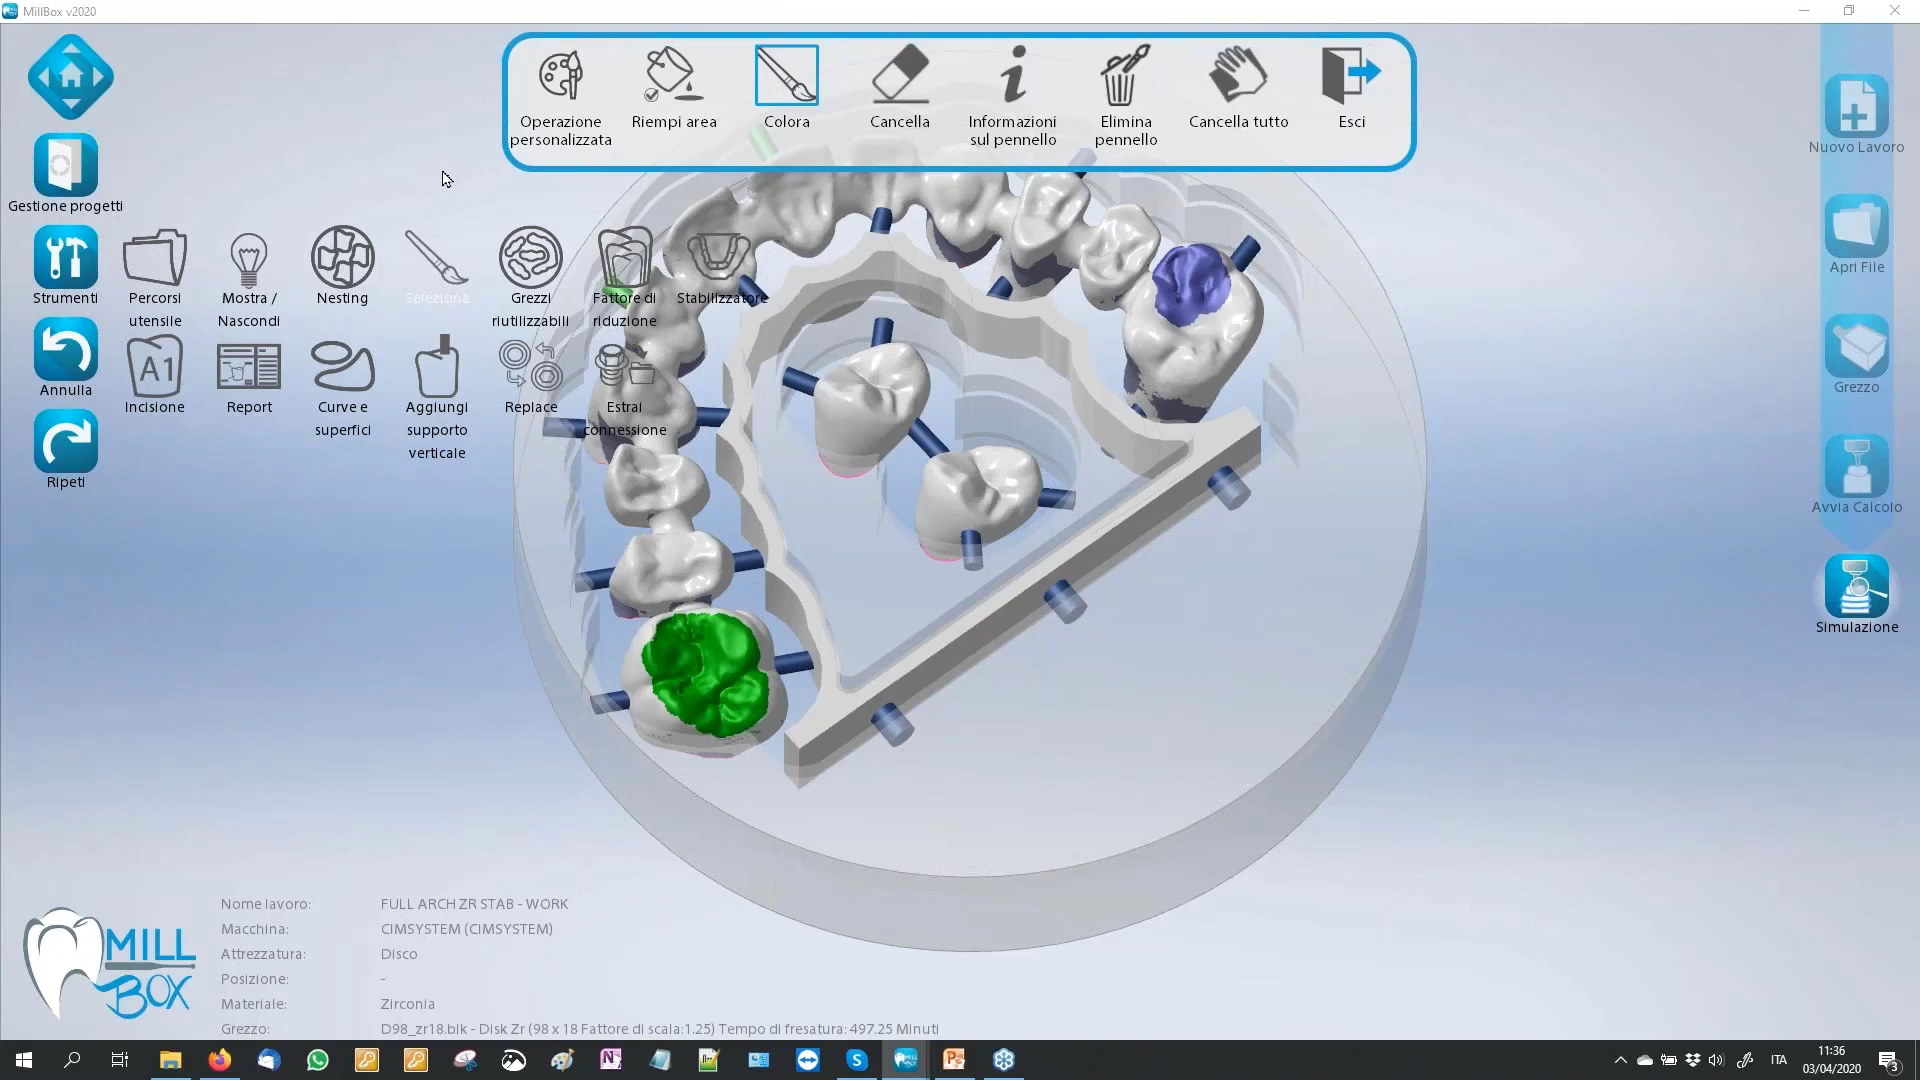 MillBox v2020
Operazione
personalizzata
Riempi area
Colora
Cancella
Informazioni
sul pennello
Elimina
pennello
Cancella tutto
Esci
Gestione progetti
Strumenti
Annulla
Ripeti
Percorsi
utensile
Mostra /
Nascondi
Nesting
Seleziona
Grezzi
riutilizzabili
Fattore di
riduzione
Stabilizzatore
A1
Incisione
Report
Curve e
superfici
Aggiungi
supporto
verticale
Replace
Estrai
connessione
Nuovo Lavoro
Apri File
Grezzo
Avvia Calcolo
Simulazione
MILL
BOX
Nome lavoro: FULL ARCH ZR STAB - WORK
Macchina: CIMSYSTEM (CIMSYSTEM)
Attrezzatura: Disco
Posizione: -
Materiale: Zirconia
Grezzo: D98_zr18.blk - Disk Zr (98 x 18 Fattore di scala:1.25) Tempo di fresatura: 497.25 Minuti
ITA
11:36
03/04/2020
3